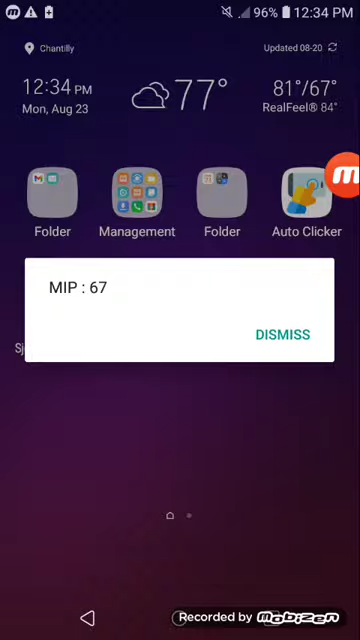 96% 12:34 PM
Chantilly
Updated 08-20
12:34 PM
Mon, Aug 23
77°
81°/67°
RealFeel® 84°
Folder
Management
Folder
Auto Clicker
MIP : 67
DISMISS
Sj
Recorded by mobizen